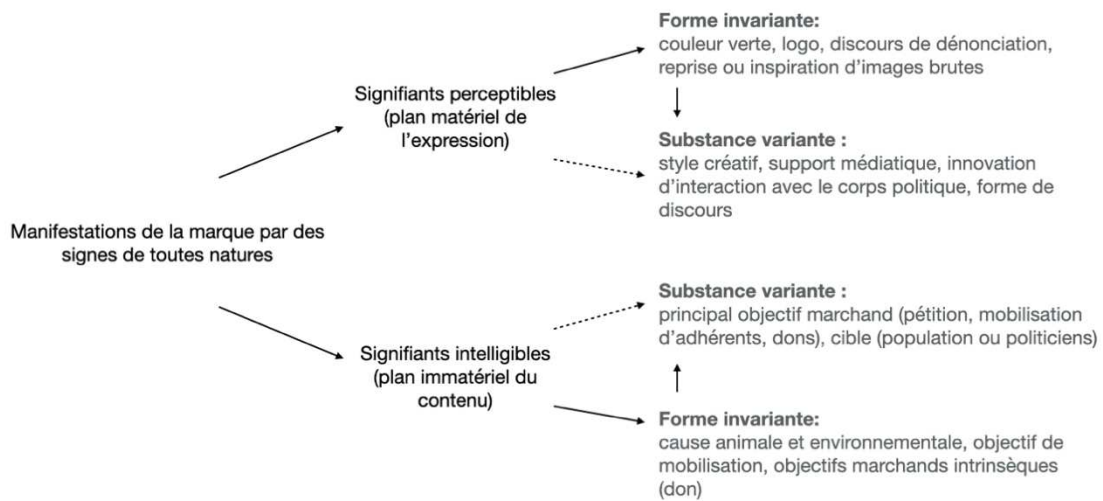 Forme invariante:
couleur verte, logo, discours de dénonciation,
reprise ou inspiration d'images brutes
Signifiants perceptibles
(plan matériel de
l'expression)
Substance variante :
style créatif, support médiatique, innovation
d'interaction avec le corps politique, forme de
discours
Manifestations de la marque par des
signes de toutes natures
Substance variante :
principal objectif marchand (pétition, mobilisation
d'adhérents, dons), cible (population ou politiciens)
Signifiants intelligibles
(plan immatériel du
contenu)
Forme invariante:
cause animale et environnementale, objectif de
mobilisation, objectifs marchands intrinsèques
(don)